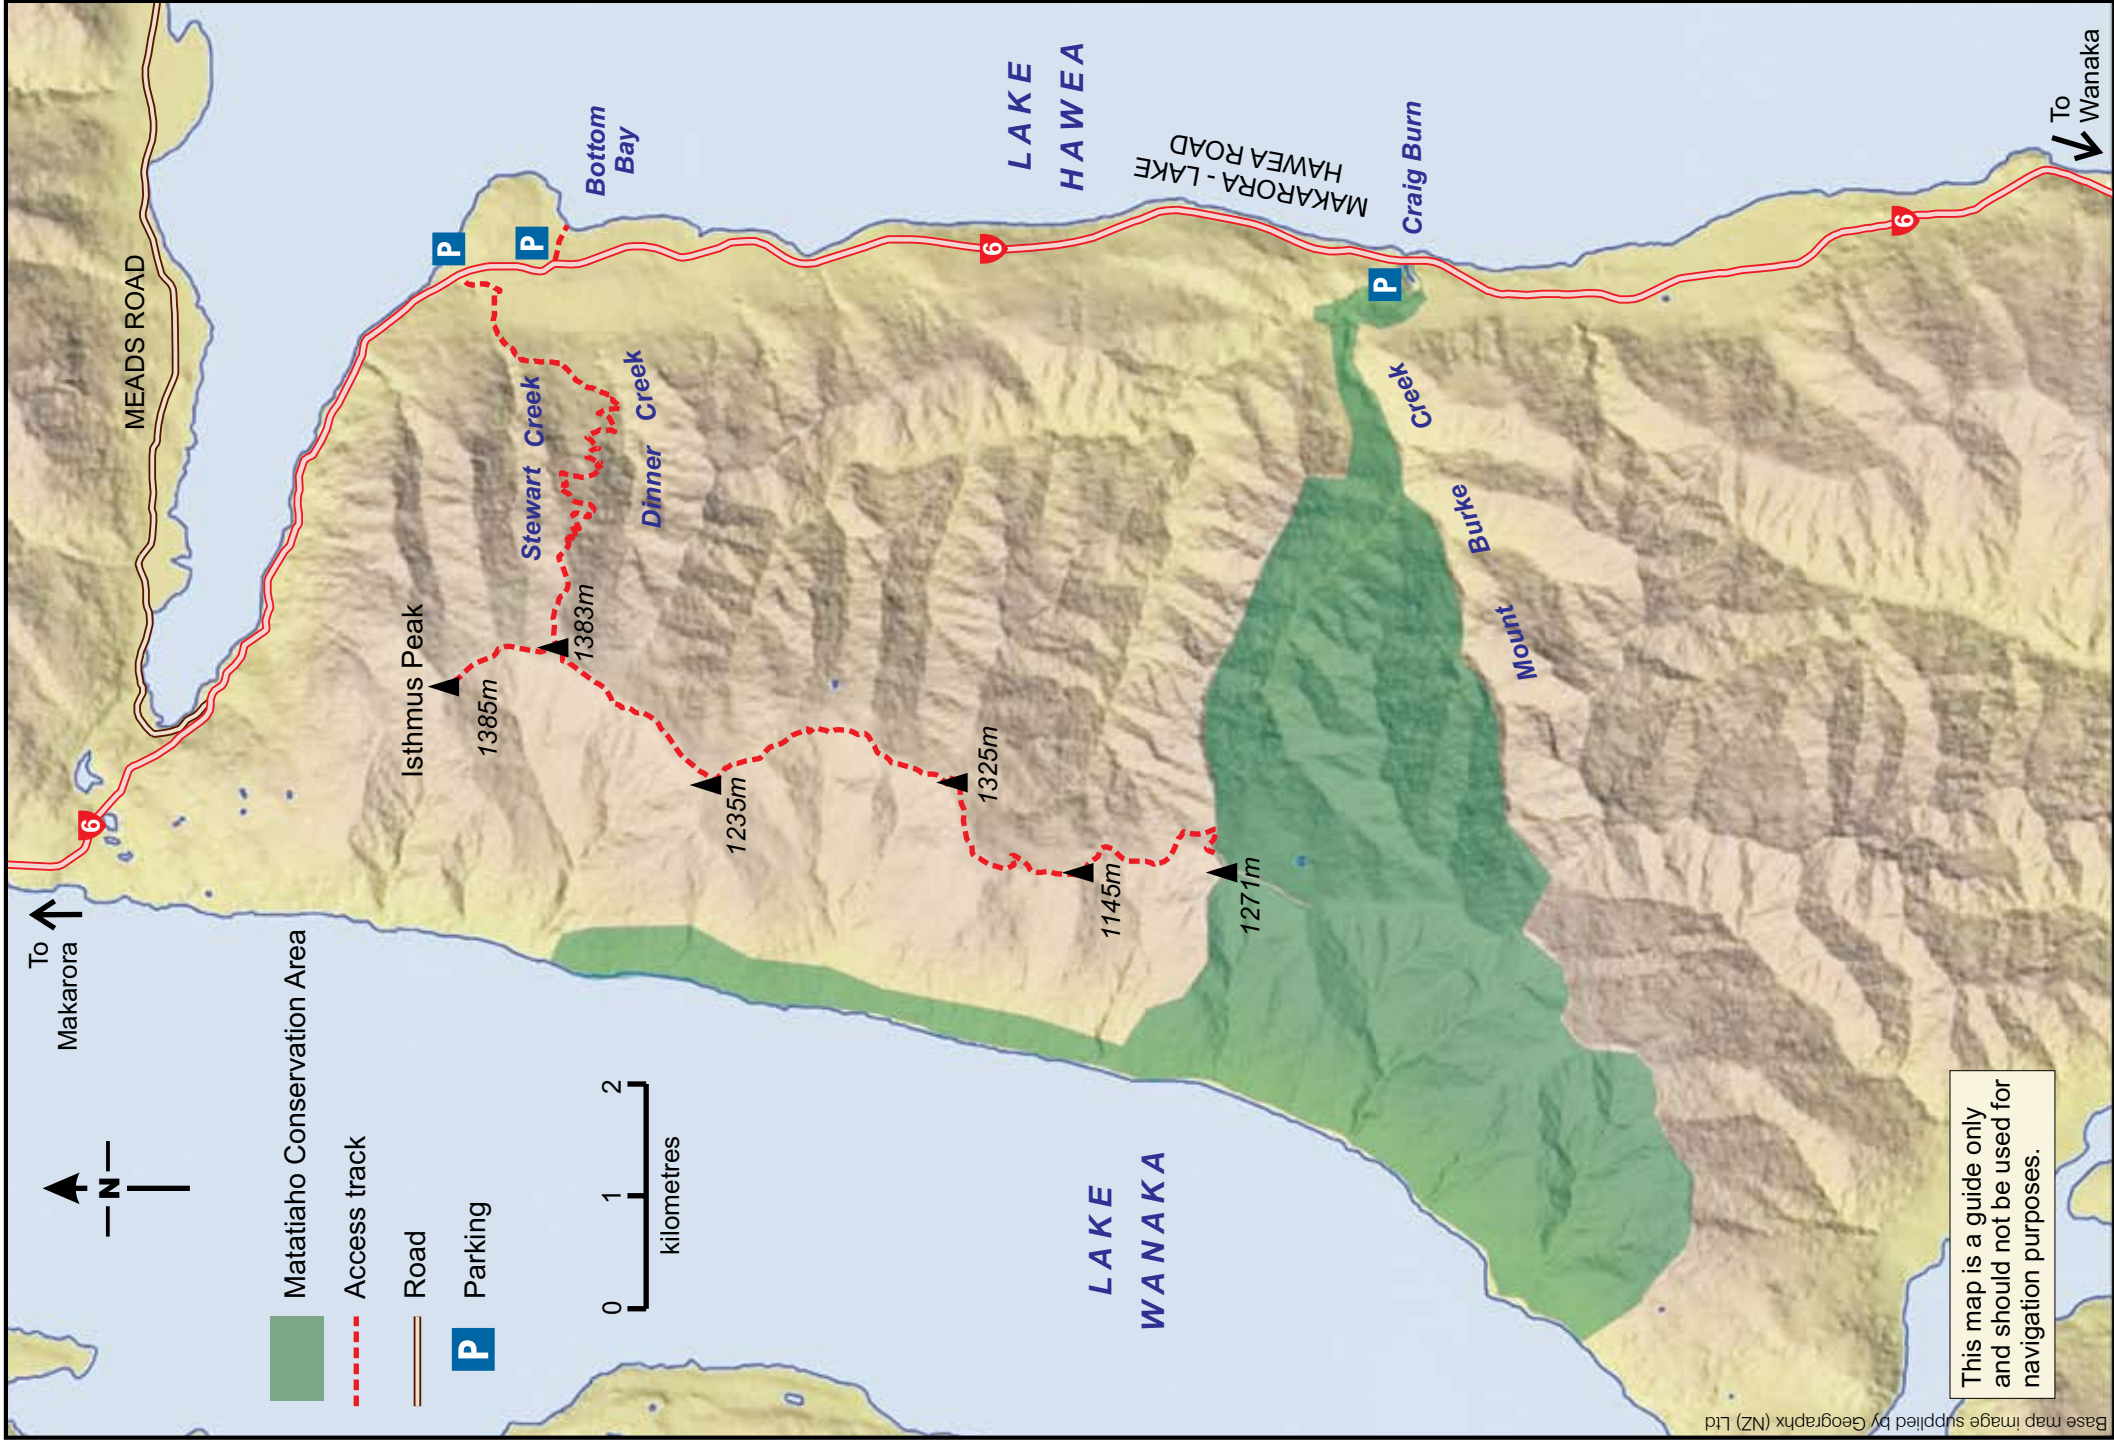 To
Makarora
N
Matatiaho Conservation Area
Access track
Road
Parking
P
0
1
2
kilometres
MEADS ROAD
6
Isthmus Peak
1385m
1383m
1235m
1325m
1145m
1271m
Stewart Creek
Dinner Creek
P
P
Bottom
Bay
LAKE
HAWEA
6
MAKARORA - LAKE
HAWEA ROAD
Craig Burn
P
Mount Burke Creek
6
To
Wanaka
LAKE
WANAKA
This map is a guide only
and should not be used for
navigation purposes.
Base map image supplied by Geographx (NZ) Ltd